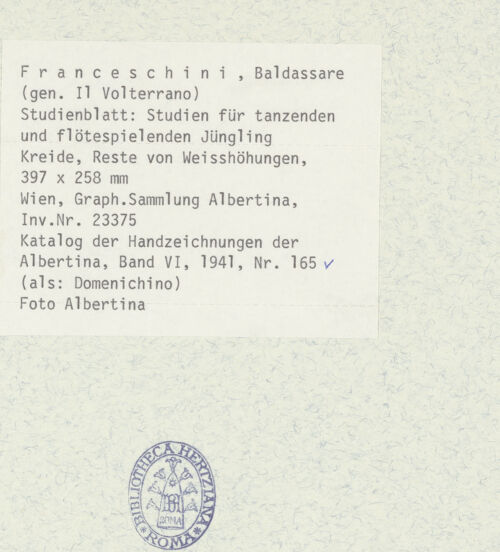 F r a n c e s c h i n i , Baldassare
(gen. Il Volterrano)
Studienblatt: Studien für tanzenden
und flötespielenden Jüngling
Kreide, Reste von Weisshöhungen,
397 x 258 mm
Wien, Graph.Sammlung Albertina,
Inv.Nr. 23375
Katalog der Handzeichnungen der
Albertina, Band VI, 1941, Nr. 165 ✓
(als: Domenichino)
Foto Albertina
BIBLIOTHECA HERTZIANA
ROMA
ROMA